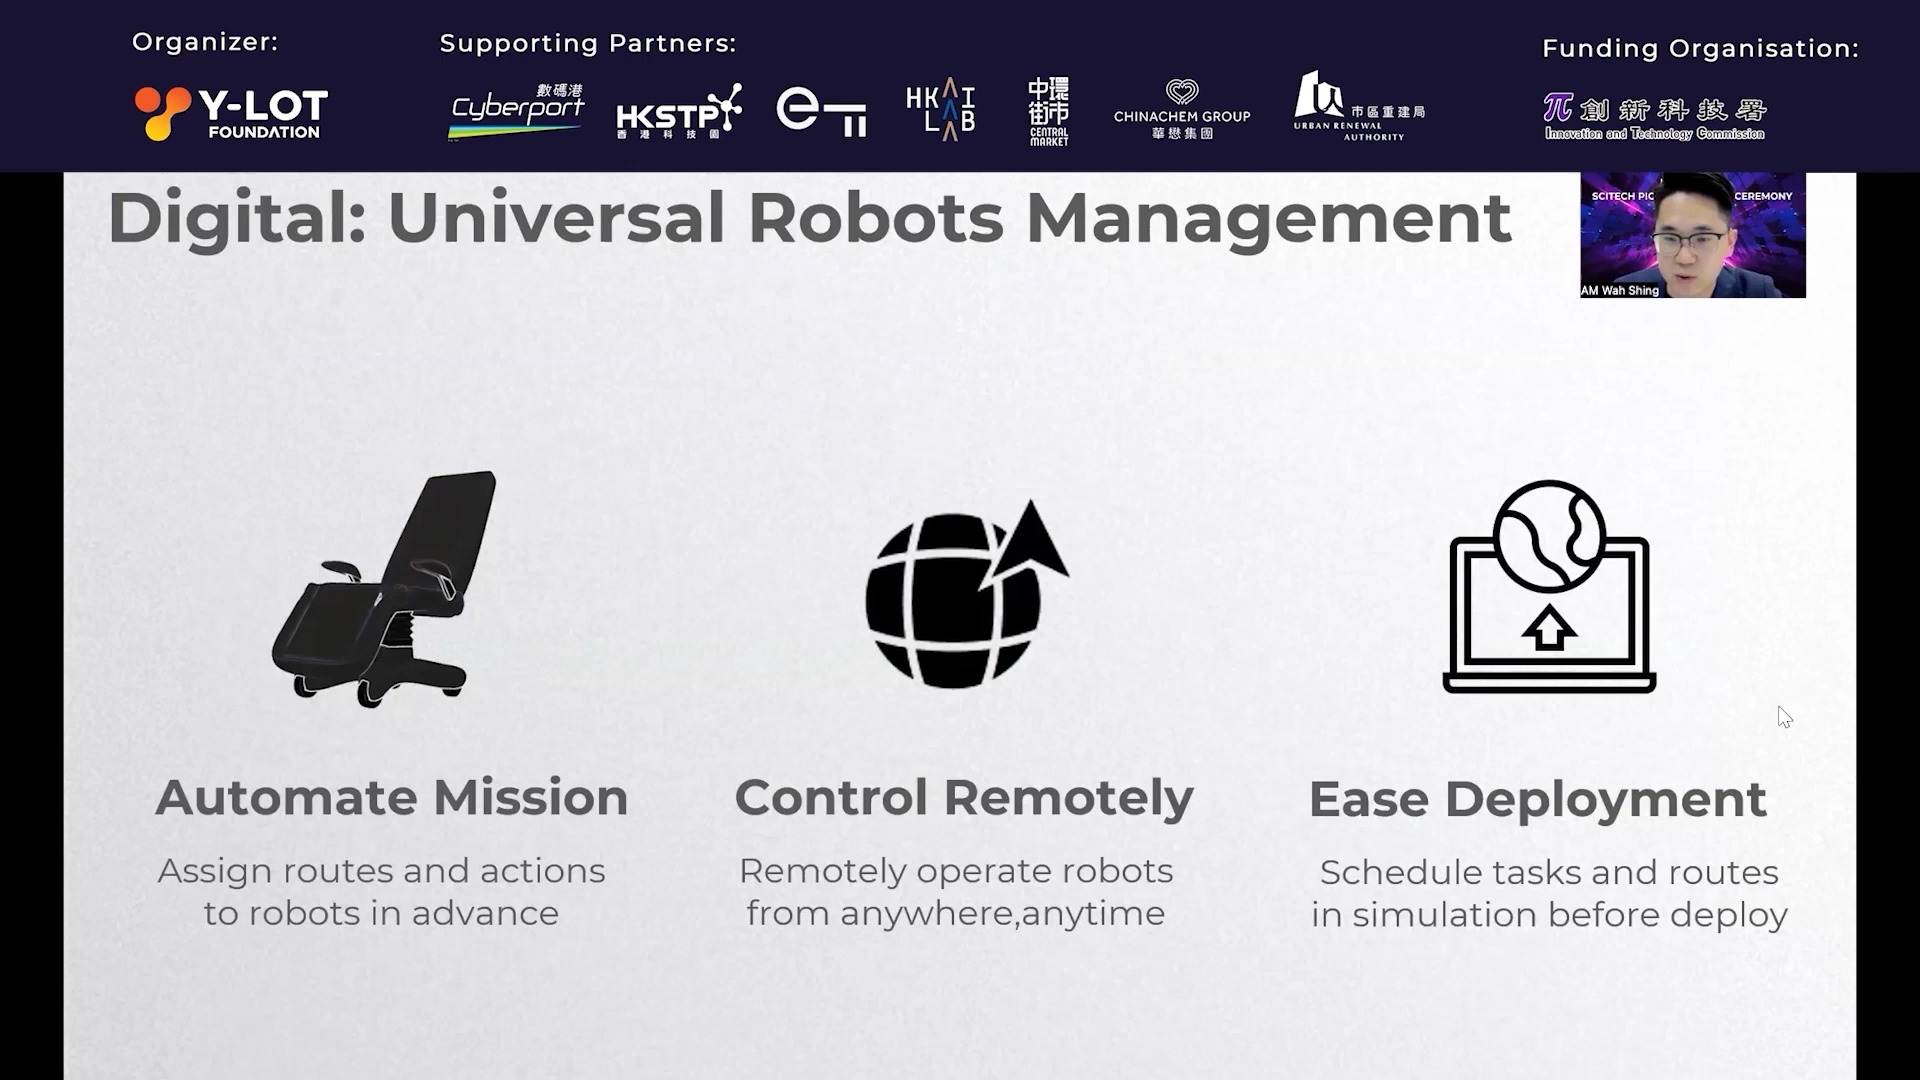 Organizer:
Supporting Partners:
Funding Organisation:
Y-LOT
FOUNDATION
數碼港
Cyberport
HKSTP
香港科技園
HK AI
LAB
中環
街市
CENTRAL
MARKET
CHINACHEM GROUP
華懋集團
市區重建局
URBAN RENEWAL
AUTHORITY
創新科技署
Innovation and Technology Commission
Digital: Universal Robots Management
SCITECH PIC
CEREMONY
AM Wah Shing
Automate Mission
Control Remotely
Ease Deployment
Assign routes and actions
to robots in advance
Remotely operate robots
from anywhere,anytime
Schedule tasks and routes
in simulation before deploy